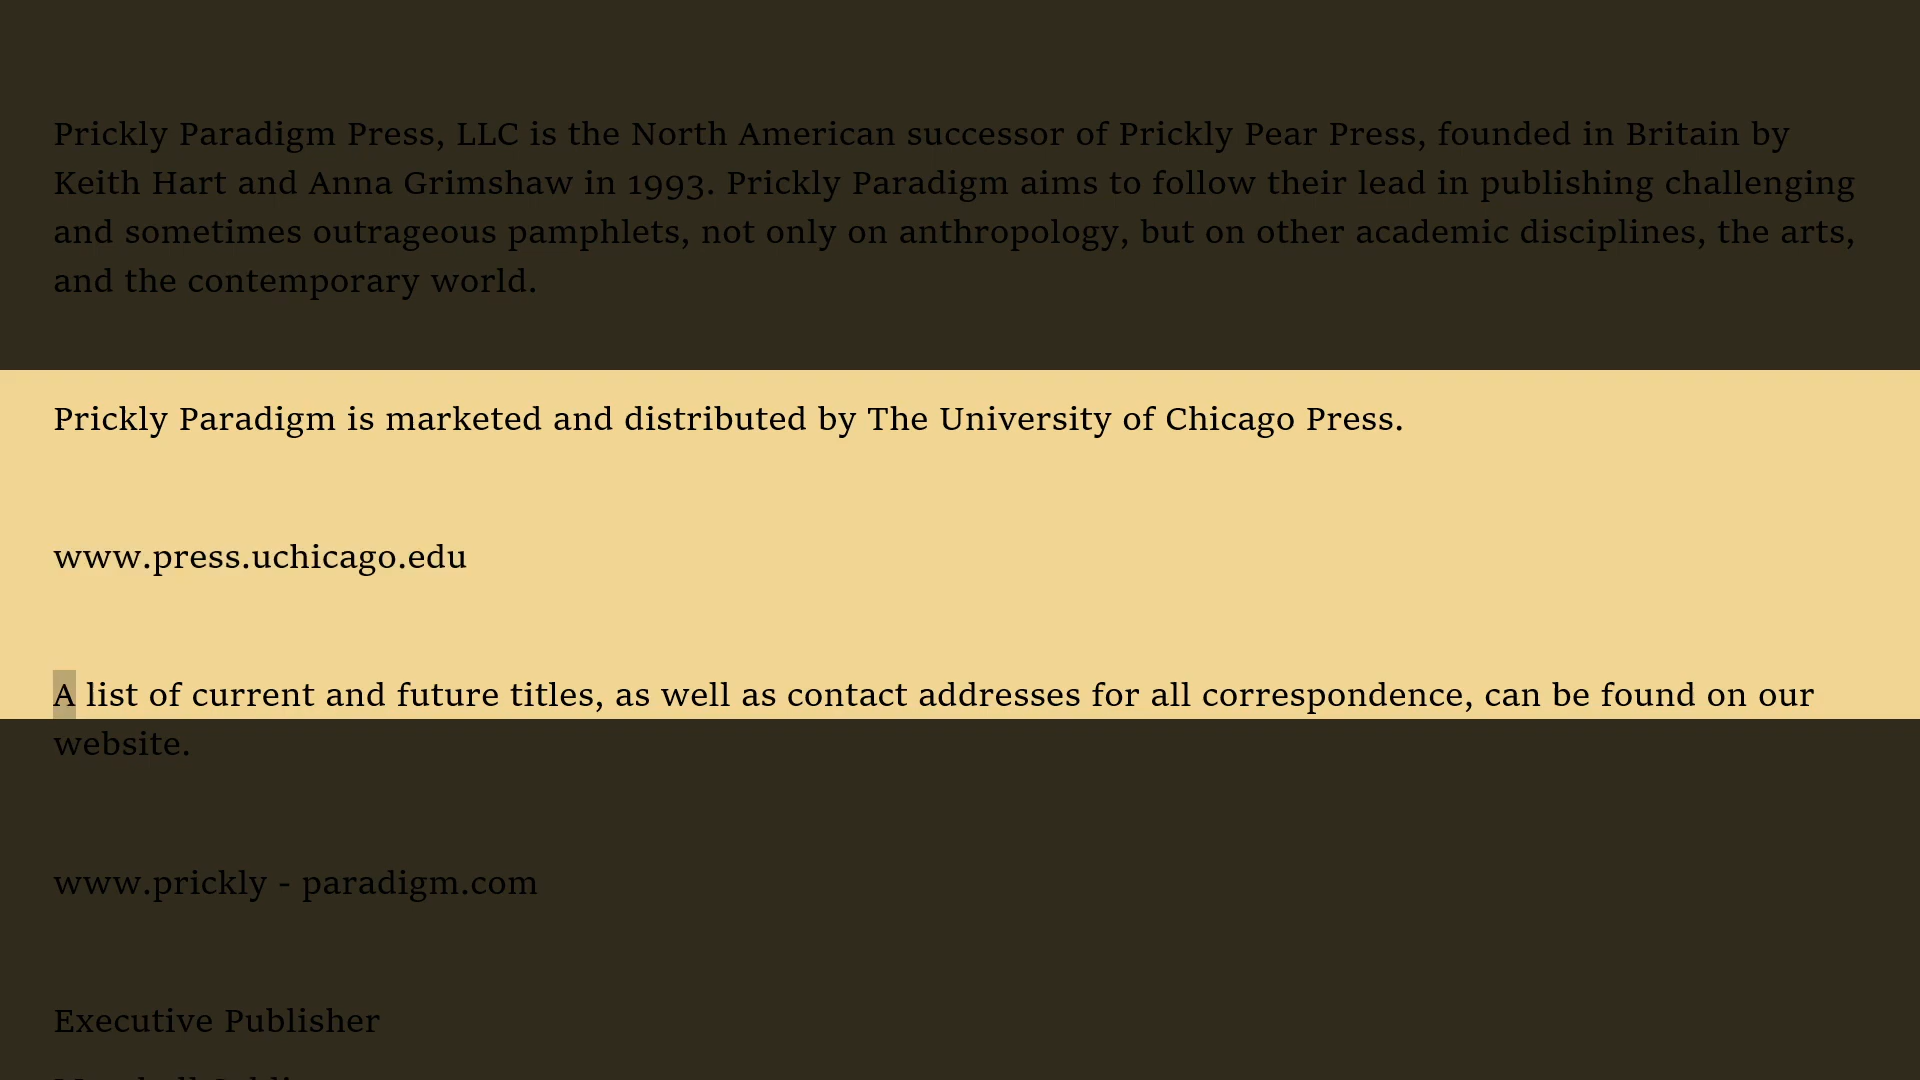 Prickly Paradigm Press, LLC is the North American successor of Prickly Pear Press, founded in Britain by
Keith Hart and Anna Grimshaw in 1993. Prickly Paradigm aims to follow their lead in publishing challenging
and sometimes outrageous pamphlets, not only on anthropology, but on other academic disciplines, the arts,
and the contemporary world.
Prickly Paradigm is marketed and distributed by The University of Chicago Press.
www.press.uchicago.edu
A list of current and future titles, as well as contact addresses for all correspondence, can be found on our
website.
www.prickly - paradigm.com
Executive Publisher